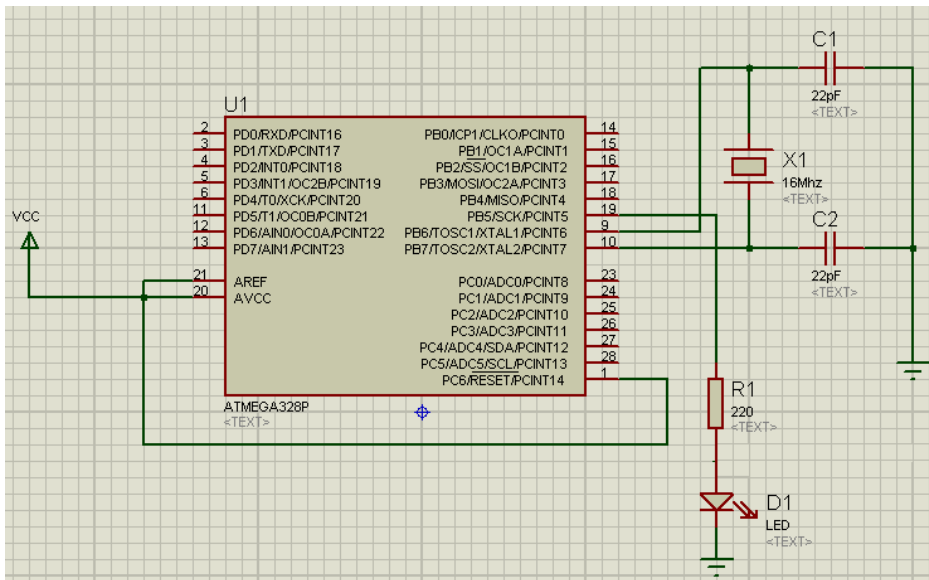 C1
22pF
<TEXT>
U1
2 PD0/RXD/PCINT16 PB0/ICP1/CLKO/PCINT0 14
3 PD1/TXD/PCINT17 PB1/OC1A/PCINT1 15
4 PD2/INT0/PCINT18 PB2/SS/OC1B/PCINT2 16
5 PD3/INT1/OC2B/PCINT19 PB3/MOSI/OC2A/PCINT3 17
6 PD4/T0/XCK/PCINT20 PB4/MISO/PCINT4 18
11 PD5/T1/OC0B/PCINT21 PB5/SCK/PCINT5 19
12 PD6/AIN0/OC0A/PCINT22 PB6/TOSC1/XTAL1/PCINT6 9
13 PD7/AIN1/PCINT23 PB7/TOSC2/XTAL2/PCINT7 10
21 AREF PC0/ADC0/PCINT8 23
20 AVCC PC1/ADC1/PCINT9 24
PC2/ADC2/PCINT10 25
PC3/ADC3/PCINT11 26
PC4/ADC4/SDA/PCINT12 27
PC5/ADC5/SCL/PCINT13 28
PC6/RESET/PCINT14 1
ATMEGA328P
<TEXT>
VCC
X1
16Mhz
<TEXT>
C2
22pF
<TEXT>
R1
220
<TEXT>
D1
LED
<TEXT>